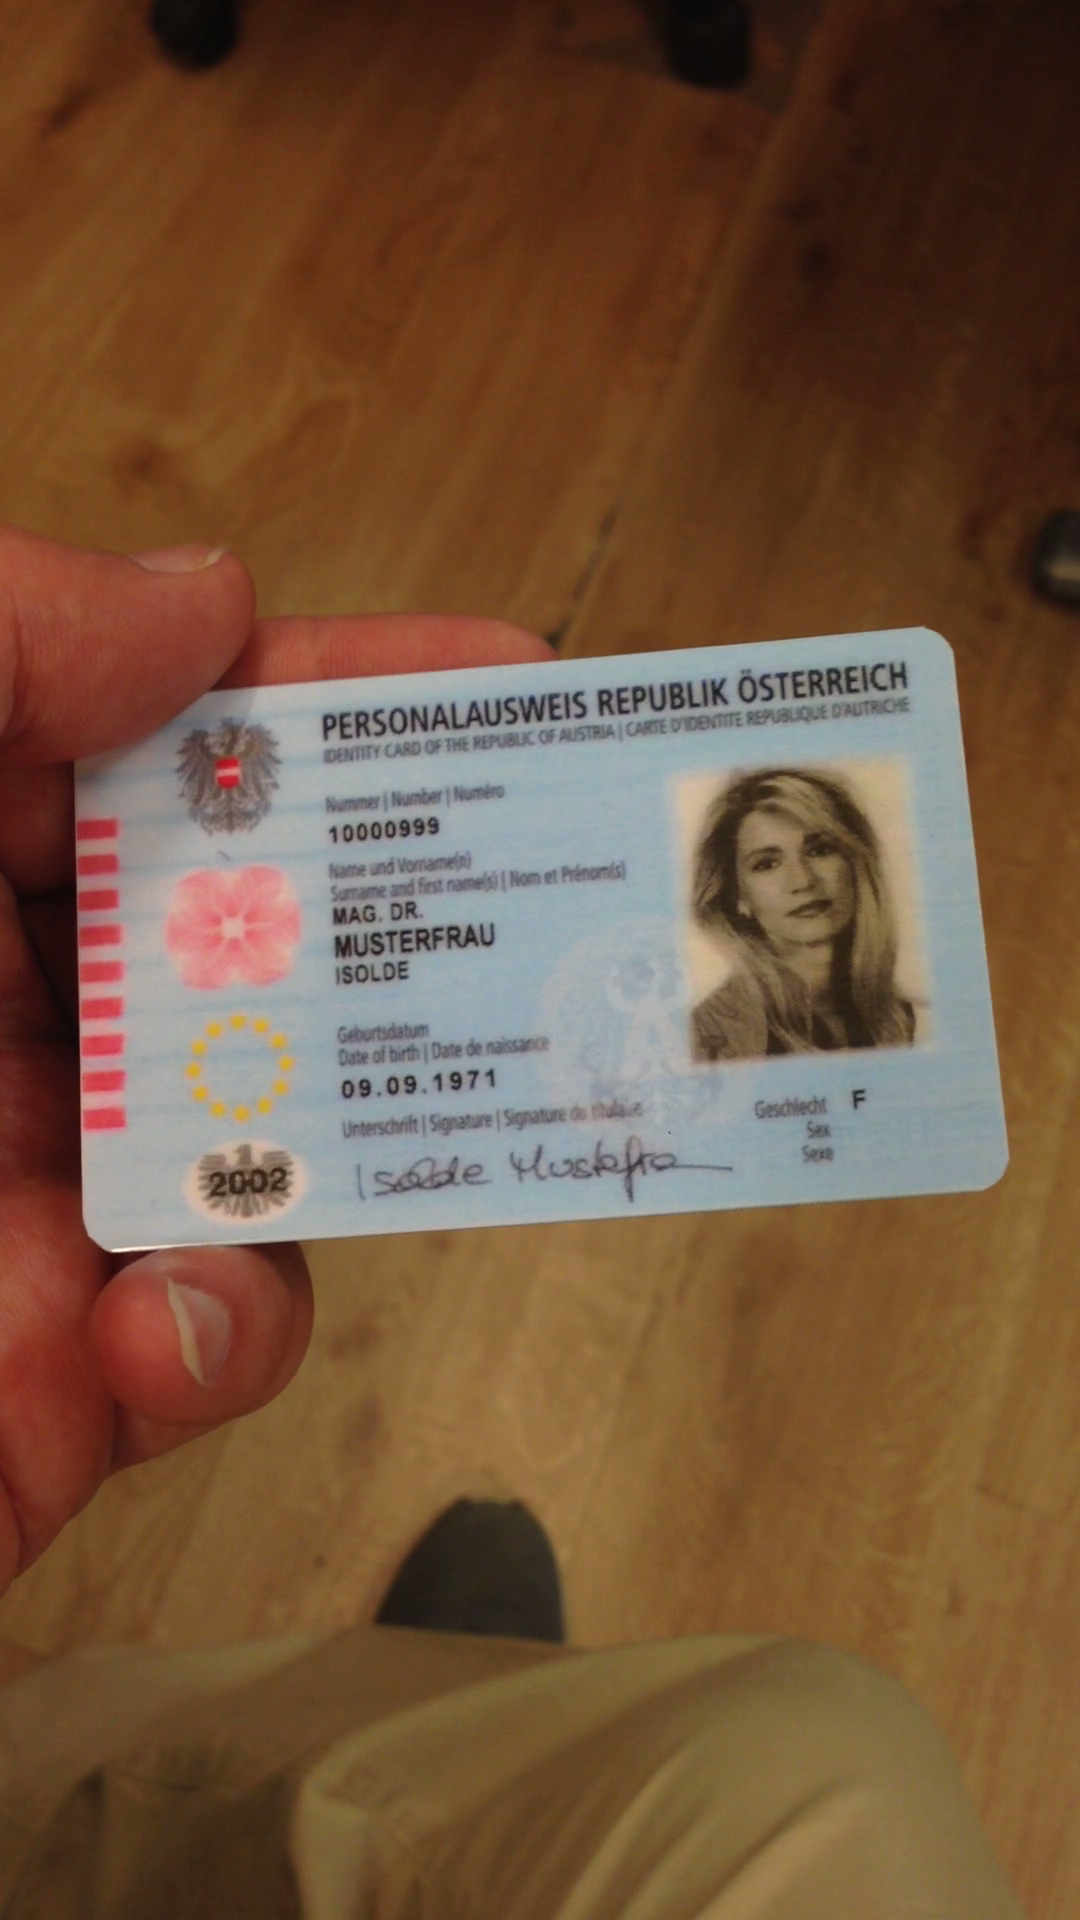 PERSONALAUSWEIS REPUBLIK ÖSTERREICH
IDENTITY CARD OF THE REPUBLIC OF AUSTRIA | CARTE D'IDENTITE REPUBLIQUE D'AUTRICHE
Nummer | Number | Numéro
10000999
Name und Vorname(n)
Surname and first name(s) | Nom et Prénom(s)
MAG. DR.
MUSTERFRAU
ISOLDE
Geburtsdatum
Date of birth | Date de naissance
09.09.1971
Unterschrift | Signature | Signature du titulaire
Isolde Musterfrau
Geschlecht F
Sex
Sexe
1
2002